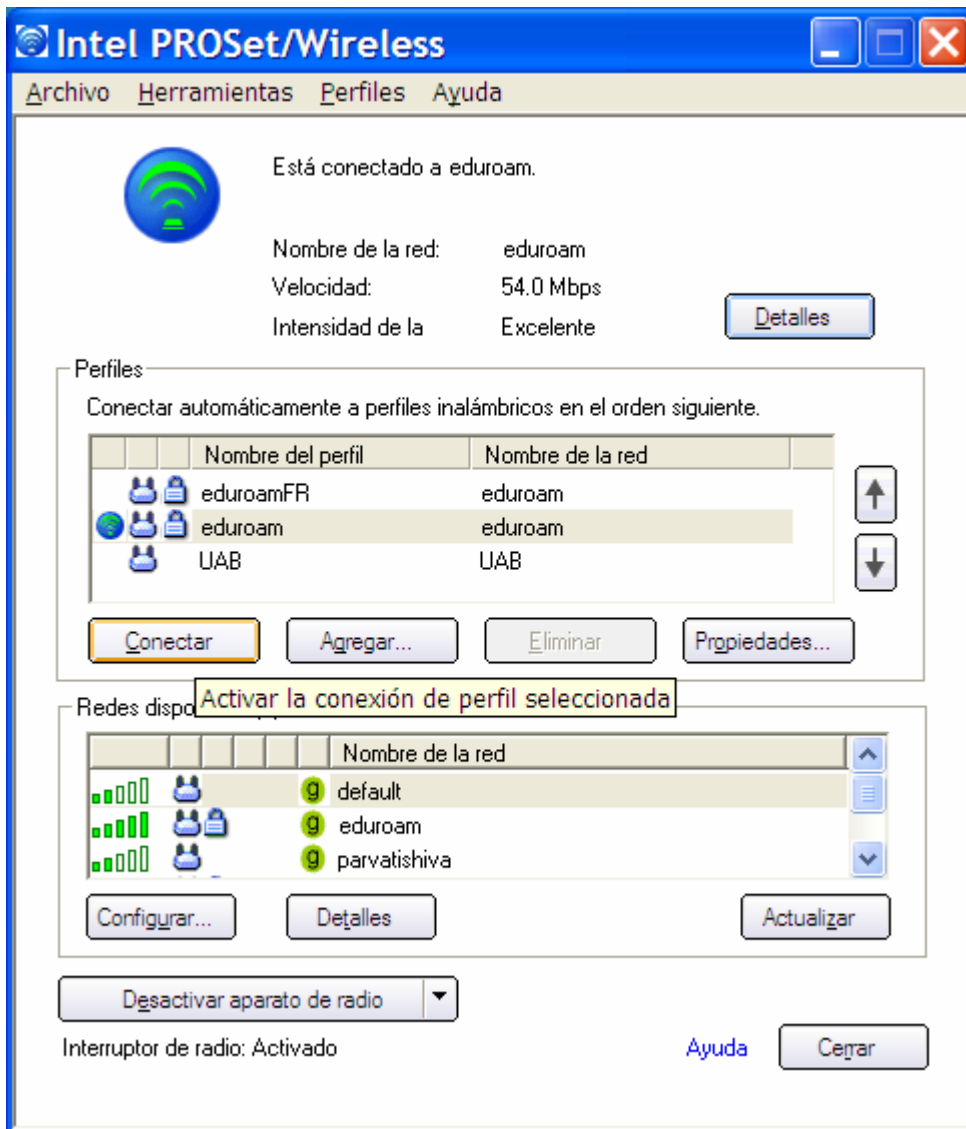 Intel PROSet/Wireless
Archivo Herramientas Perfiles Ayuda
Está conectado a eduroam.
Nombre de la red: eduroam
Velocidad: 54.0 Mbps
Intensidad de la Excelente
Detalles
Perfiles
Conectar automáticamente a perfiles inalámbricos en el orden siguiente.
Nombre del perfil Nombre de la red
eduroamFR eduroam
eduroam eduroam
UAB UAB
Conectar Agregar... Eliminar Propiedades...
Activar la conexión de perfil seleccionada
Redes
Nombre de la red
g default
g eduroam
g parvatishiva
Configurar... Detalles Actualizar
Desactivar aparato de radio
Interruptor de radio: Activado Ayuda Cerrar